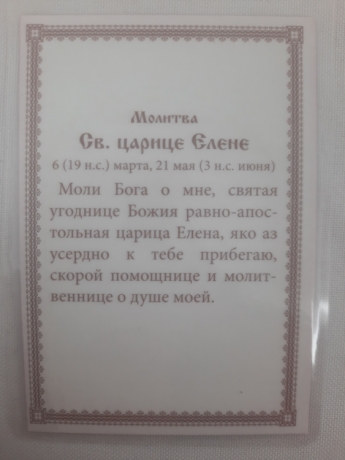 Молитва
Св. царице Елене
6 (19 н.с.) марта, 21 мая (3 н.с. июня)
Моли Бога о мне, святая
угоднице Божия равно-апос-
тольная царица Елена, яко аз
усердно к тебе прибегаю,
скорой помощнице и молит-
веннице о душе моей.